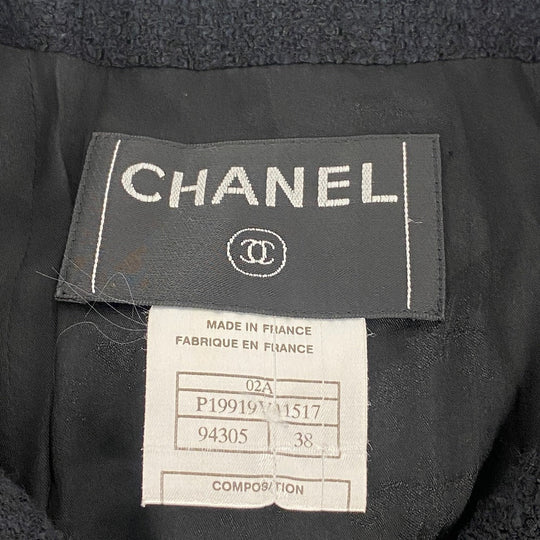 CHANEL
MADE IN FRANCE
FABRIQUE EN FRANCE
02A
94305 38
COMPOSITION